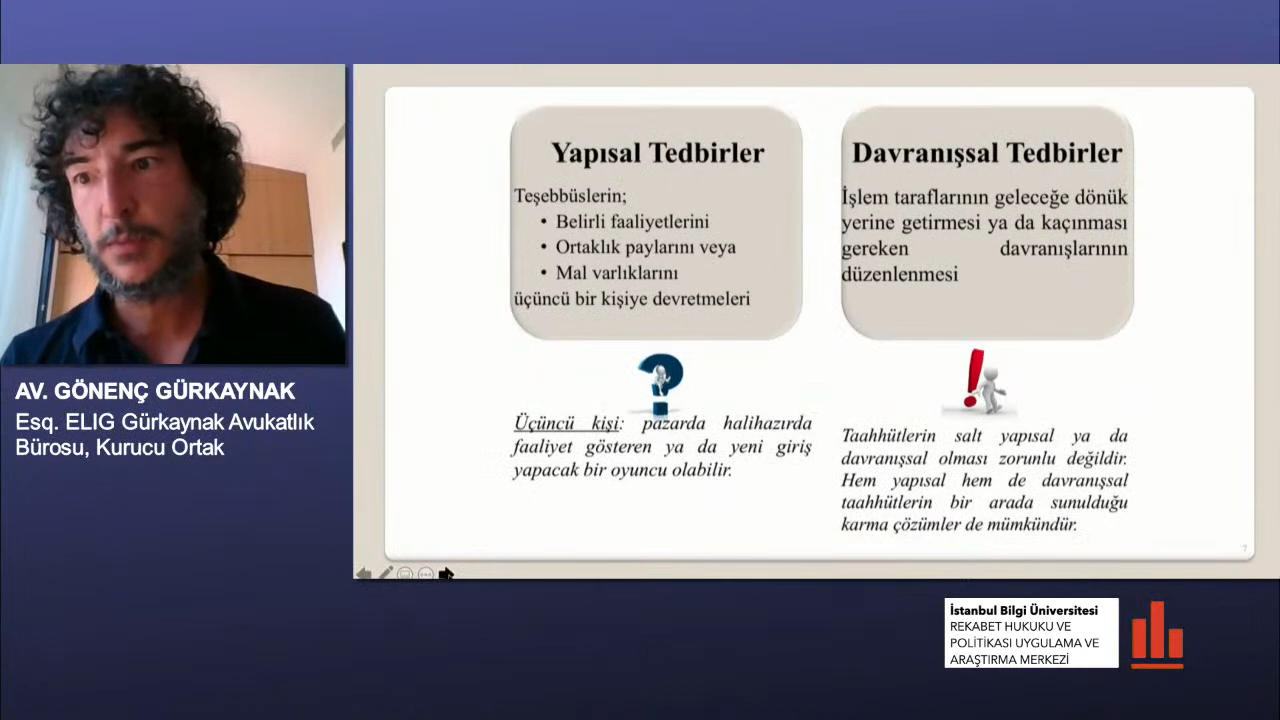 Yapısal Tedbirler
Teşebbüslerin;
• Belirli faaliyetlerini
• Ortaklık paylarını veya
• Mal varlıklarını
üçüncü bir kişiye devretmeleri
Davranışsal Tedbirler
İşlem taraflarının geleceğe dönük
yerine getirmesi ya da kaçınması
gereken davranışlarının
düzenlenmesi
Üçüncü kişi: pazarda halihazırda
faaliyet gösteren ya da yeni giriş
yapacak bir oyuncu olabilir.
Taahhütlerin salt yapısal ya da
davranışsal olması zorunlu değildir.
Hem yapısal hem de davranışsal
taahhütlerin bir arada sunulduğu
karma çözümler de mümkündür.
7
AV. GÖNENÇ GÜRKAYNAK
Esq. ELIG Gürkaynak Avukatlık
Bürosu, Kurucu Ortak
İstanbul Bilgi Üniversitesi
REKABET HUKUKU VE
POLİTİKASI UYGULAMA VE
ARAŞTIRMA MERKEZİ